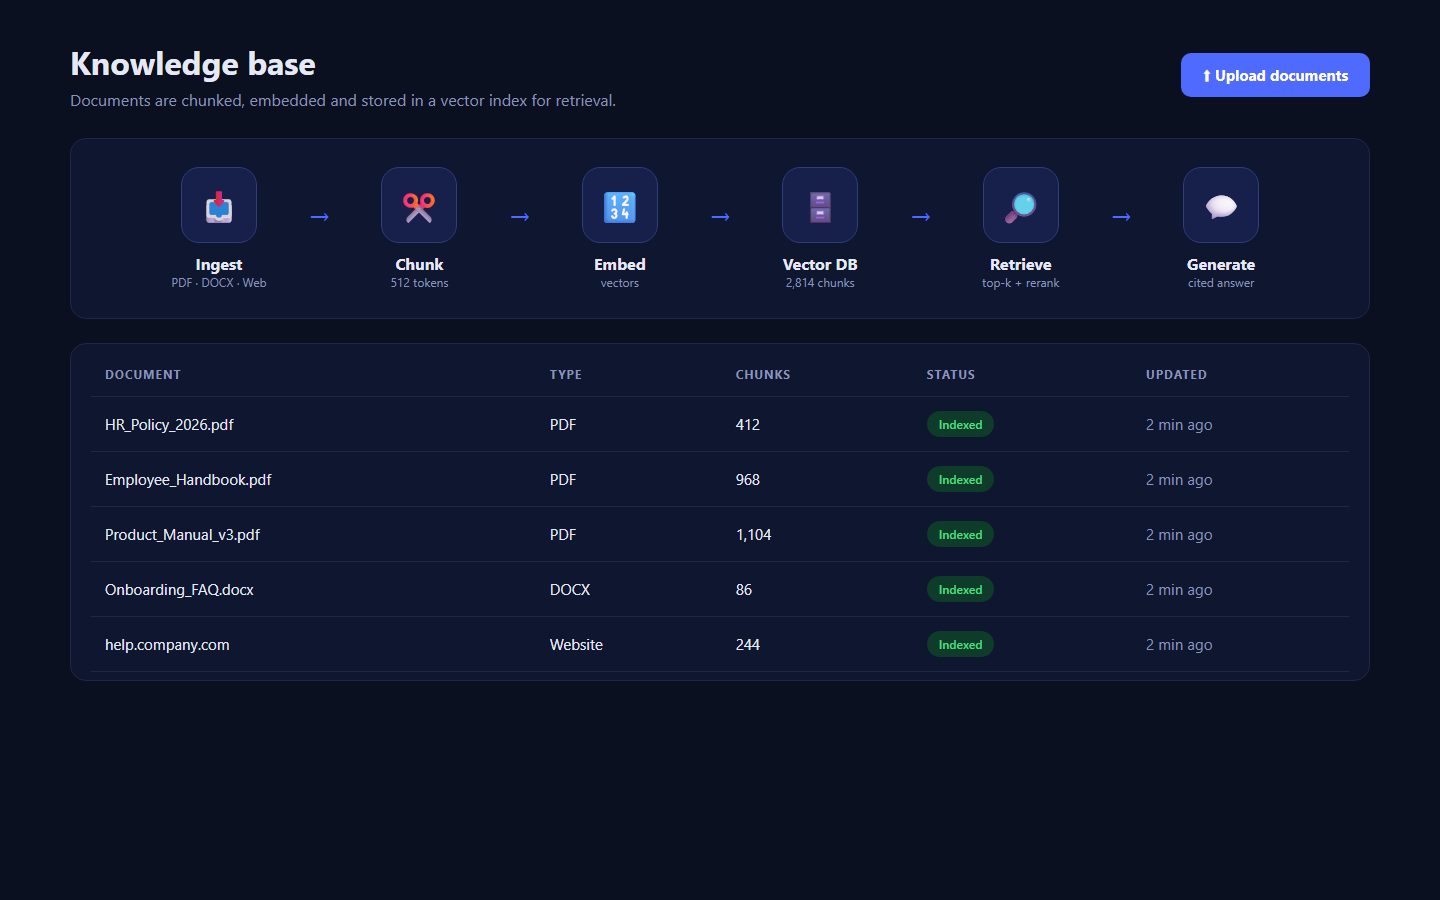 Knowledge base
Documents are chunked, embedded and stored in a vector index for retrieval.
⬆ Upload documents
1 2
3 4
→ → → → →
Ingest Chunk Embed Vector DB Retrieve Generate
PDF · DOCX · Web 512 tokens vectors 2,814 chunks top-k + rerank cited answer
DOCUMENT TYPE CHUNKS STATUS UPDATED
HR_Policy_2026.pdf PDF 412 Indexed 2 min ago
Employee_Handbook.pdf PDF 968 Indexed 2 min ago
Product_Manual_v3.pdf PDF 1,104 Indexed 2 min ago
Onboarding_FAQ.docx DOCX 86 Indexed 2 min ago
help.company.com Website 244 Indexed 2 min ago